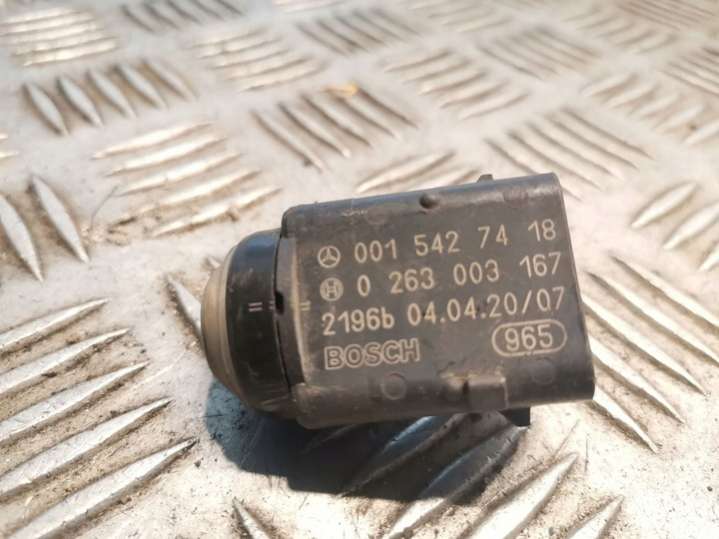 001 542 74 18
0 263 003 167
2196b 04.04.20/07
BOSCH 965